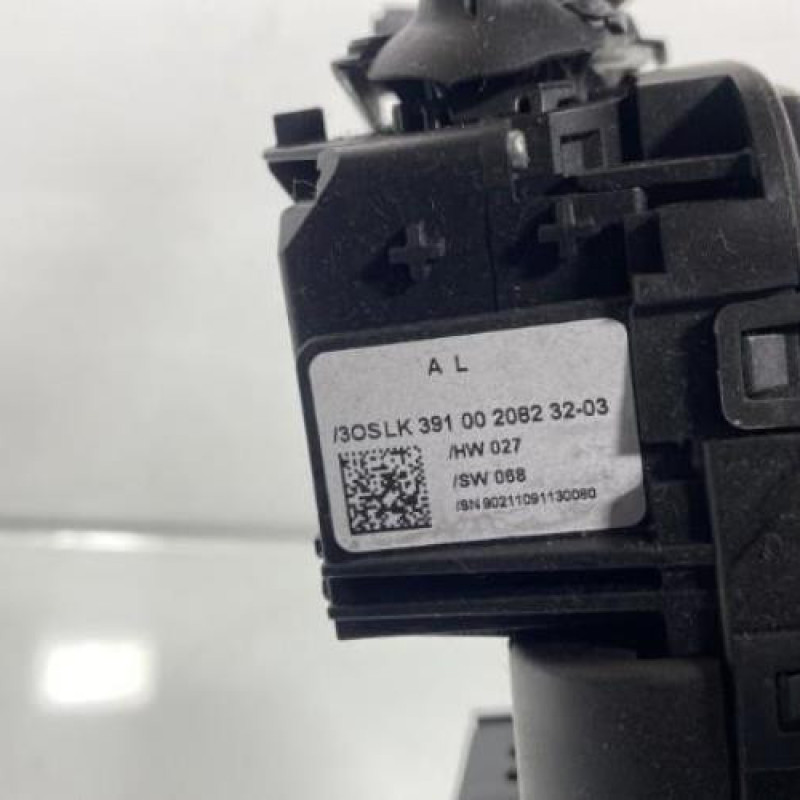 A L
/3OSLK 391 00 2082 32-03
/HW 027
/SW 068
/SN 90211091130080